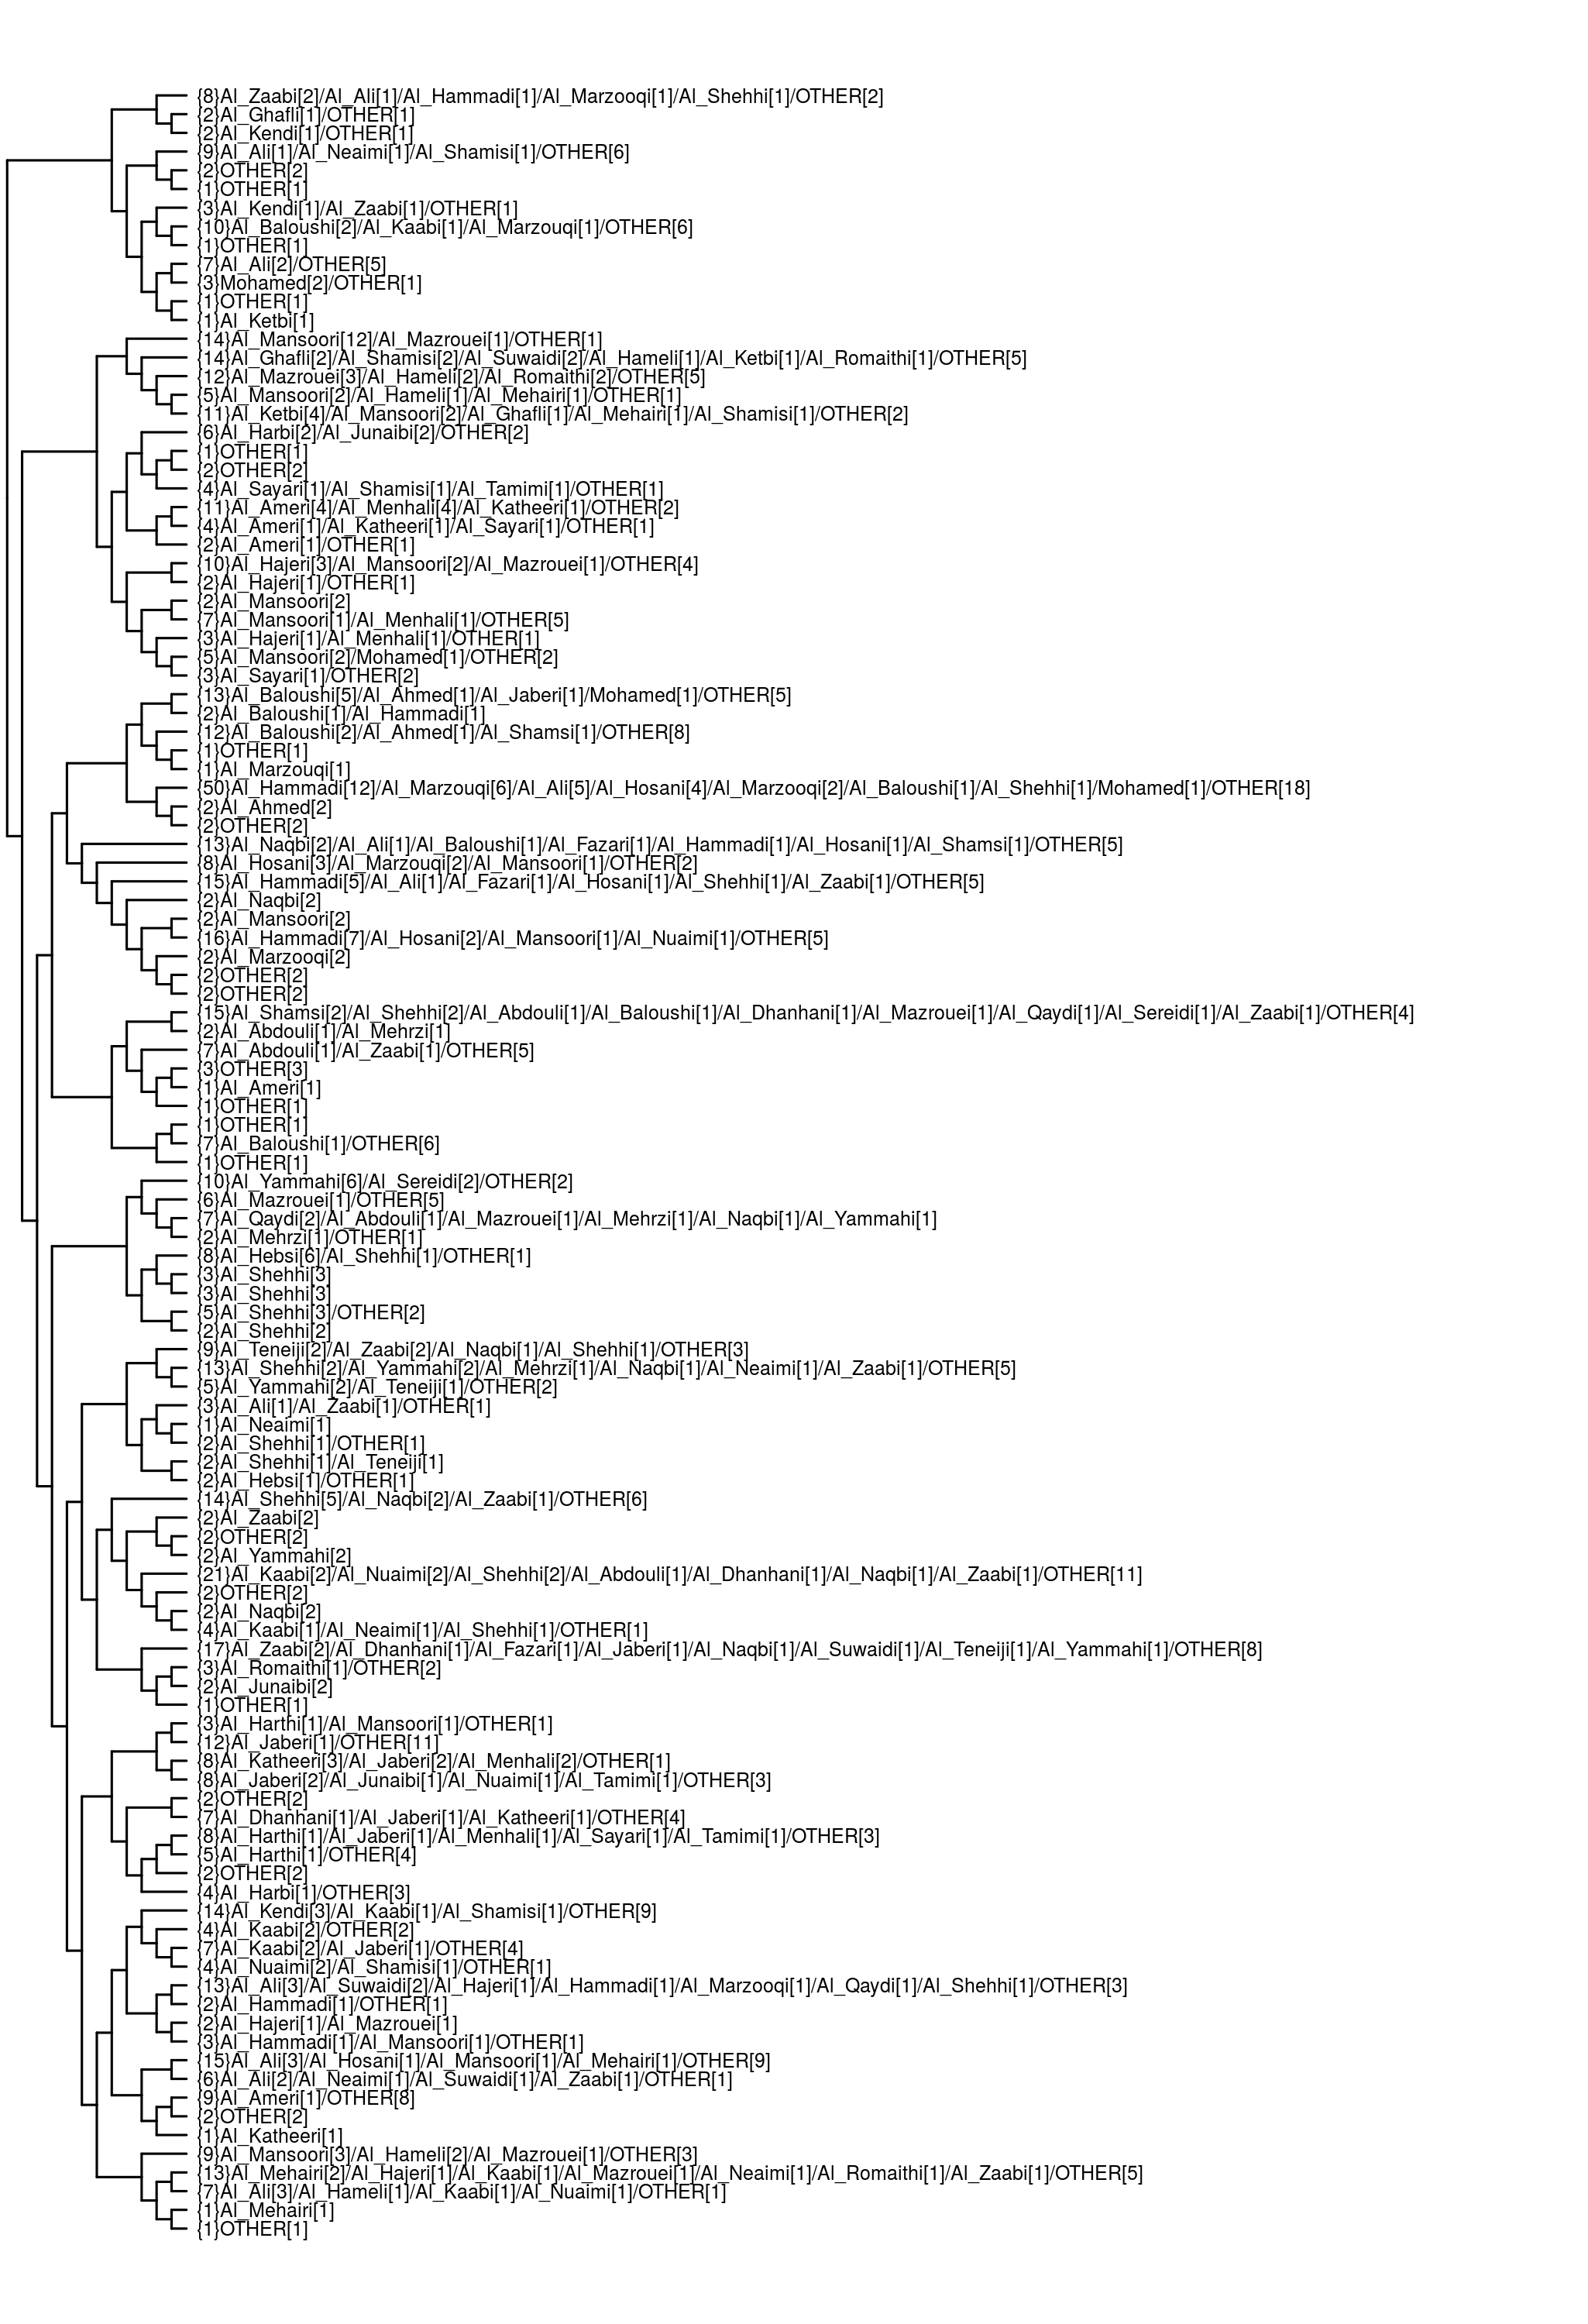 {8}Al_Zaabi[2]/Al_Ali[1]/Al_Hammadi[1]/Al_Marzooqi[1]/Al_Shehhi[1]/OTHER[2]
{2}Al_Ghafli[1]/OTHER[1]
{2}Al_Kendi[1]/OTHER[1]
{9}Al_Ali[1]/Al_Neaimi[1]/Al_Shamisi[1]/OTHER[6]
{2}OTHER[2]
{1}OTHER[1]
{3}Al_Kendi[1]/Al_Zaabi[1]/OTHER[1]
{10}Al_Baloushi[2]/Al_Kaabi[1]/Al_Marzouqi[1]/OTHER[6]
{1}OTHER[1]
{7}Al_Ali[2]/OTHER[5]
{3}Mohamed[2]/OTHER[1]
{1}OTHER[1]
{1}Al_Ketbi[1]
{14}Al_Mansoori[12]/Al_Mazrouei[1]/OTHER[1]
{14}Al_Ghafli[2]/Al_Shamisi[2]/Al_Suwaidi[2]/Al_Hameli[1]/Al_Ketbi[1]/Al_Romaithi[1]/OTHER[5]
{12}Al_Mazrouei[3]/Al_Hameli[2]/Al_Romaithi[2]/OTHER[5]
{5}Al_Mansoori[2]/Al_Hameli[1]/Al_Mehairi[1]/OTHER[1]
{11}Al_Ketbi[4]/Al_Mansoori[2]/Al_Ghafli[1]/Al_Mehairi[1]/Al_Shamisi[1]/OTHER[2]
{6}Al_Harbi[2]/Al_Junaibi[2]/OTHER[2]
{1}OTHER[1]
{2}OTHER[2]
{4}Al_Sayari[1]/Al_Shamisi[1]/Al_Tamimi[1]/OTHER[1]
{11}Al_Ameri[4]/Al_Menhali[4]/Al_Katheeri[1]/OTHER[2]
{4}Al_Ameri[1]/Al_Katheeri[1]/Al_Sayari[1]/OTHER[1]
{2}Al_Ameri[1]/OTHER[1]
{10}Al_Hajeri[3]/Al_Mansoori[2]/Al_Mazrouei[1]/OTHER[4]
{2}Al_Hajeri[1]/OTHER[1]
{2}Al_Mansoori[2]
{7}Al_Mansoori[1]/Al_Menhali[1]/OTHER[5]
{3}Al_Hajeri[1]/Al_Menhali[1]/OTHER[1]
{5}Al_Mansoori[2]/Mohamed[1]/OTHER[2]
{3}Al_Sayari[1]/OTHER[2]
{13}Al_Baloushi[5]/Al_Ahmed[1]/Al_Jaberi[1]/Mohamed[1]/OTHER[5]
{2}Al_Baloushi[1]/Al_Hammadi[1]
{12}Al_Baloushi[2]/Al_Ahmed[1]/Al_Shamsi[1]/OTHER[8]
{1}OTHER[1]
{1}Al_Marzouqi[1]
{50}Al_Hammadi[12]/Al_Marzouqi[6]/Al_Ali[5]/Al_Hosani[4]/Al_Marzooqi[2]/Al_Baloushi[1]/Al_Shehhi[1]/Mohamed[1]/OTHER[18]
{2}Al_Ahmed[2]
{2}OTHER[2]
{13}Al_Naqbi[2]/Al_Ali[1]/Al_Baloushi[1]/Al_Fazari[1]/Al_Hammadi[1]/Al_Hosani[1]/Al_Shamsi[1]/OTHER[5]
{8}Al_Hosani[3]/Al_Marzouqi[2]/Al_Mansoori[1]/OTHER[2]
{15}Al_Hammadi[5]/Al_Ali[1]/Al_Fazari[1]/Al_Hosani[1]/Al_Shehhi[1]/Al_Zaabi[1]/OTHER[5]
{2}Al_Naqbi[2]
{2}Al_Mansoori[2]
{16}Al_Hammadi[7]/Al_Hosani[2]/Al_Mansoori[1]/Al_Nuaimi[1]/OTHER[5]
{2}Al_Marzooqi[2]
{2}OTHER[2]
{2}OTHER[2]
{15}Al_Shamsi[2]/Al_Shehhi[2]/Al_Abdouli[1]/Al_Baloushi[1]/Al_Dhanhani[1]/Al_Mazrouei[1]/Al_Qaydi[1]/Al_Sereidi[1]/Al_Zaabi[1]/OTHER[4]
{2}Al_Abdouli[1]/Al_Mehrzi[1]
{7}Al_Abdouli[1]/Al_Zaabi[1]/OTHER[5]
{3}OTHER[3]
{1}Al_Ameri[1]
{1}OTHER[1]
{1}OTHER[1]
{7}Al_Baloushi[1]/OTHER[6]
{1}OTHER[1]
{10}Al_Yammahi[6]/Al_Sereidi[2]/OTHER[2]
{6}Al_Mazrouei[1]/OTHER[5]
{7}Al_Qaydi[2]/Al_Abdouli[1]/Al_Mazrouei[1]/Al_Mehrzi[1]/Al_Naqbi[1]/Al_Yammahi[1]
{2}Al_Mehrzi[1]/OTHER[1]
{8}Al_Hebsi[6]/Al_Shehhi[1]/OTHER[1]
{3}Al_Shehhi[3]
{3}Al_Shehhi[3]
{5}Al_Shehhi[3]/OTHER[2]
{2}Al_Shehhi[2]
{9}Al_Teneiji[2]/Al_Zaabi[2]/Al_Naqbi[1]/Al_Shehhi[1]/OTHER[3]
{13}Al_Shehhi[2]/Al_Yammahi[2]/Al_Mehrzi[1]/Al_Naqbi[1]/Al_Neaimi[1]/Al_Zaabi[1]/OTHER[5]
{5}Al_Yammahi[2]/Al_Teneiji[1]/OTHER[2]
{3}Al_Ali[1]/Al_Zaabi[1]/OTHER[1]
{1}Al_Neaimi[1]
{2}Al_Shehhi[1]/OTHER[1]
{2}Al_Shehhi[1]/Al_Teneiji[1]
{2}Al_Hebsi[1]/OTHER[1]
{14}Al_Shehhi[5]/Al_Naqbi[2]/Al_Zaabi[1]/OTHER[6]
{2}Al_Zaabi[2]
{2}OTHER[2]
{2}Al_Yammahi[2]
{21}Al_Kaabi[2]/Al_Nuaimi[2]/Al_Shehhi[2]/Al_Abdouli[1]/Al_Dhanhani[1]/Al_Naqbi[1]/Al_Zaabi[1]/OTHER[11]
{2}OTHER[2]
{2}Al_Naqbi[2]
{4}Al_Kaabi[1]/Al_Neaimi[1]/Al_Shehhi[1]/OTHER[1]
{17}Al_Zaabi[2]/Al_Dhanhani[1]/Al_Fazari[1]/Al_Jaberi[1]/Al_Naqbi[1]/Al_Suwaidi[1]/Al_Teneiji[1]/Al_Yammahi[1]/OTHER[8]
{3}Al_Romaithi[1]/OTHER[2]
{2}Al_Junaibi[2]
{1}OTHER[1]
{3}Al_Harthi[1]/Al_Mansoori[1]/OTHER[1]
{12}Al_Jaberi[1]/OTHER[11]
{8}Al_Katheeri[3]/Al_Jaberi[2]/Al_Menhali[2]/OTHER[1]
{8}Al_Jaberi[2]/Al_Junaibi[1]/Al_Nuaimi[1]/Al_Tamimi[1]/OTHER[3]
{2}OTHER[2]
{7}Al_Dhanhani[1]/Al_Jaberi[1]/Al_Katheeri[1]/OTHER[4]
{8}Al_Harthi[1]/Al_Jaberi[1]/Al_Menhali[1]/Al_Sayari[1]/Al_Tamimi[1]/OTHER[3]
{5}Al_Harthi[1]/OTHER[4]
{2}OTHER[2]
{4}Al_Harbi[1]/OTHER[3]
{14}Al_Kendi[3]/Al_Kaabi[1]/Al_Shamisi[1]/OTHER[9]
{4}Al_Kaabi[2]/OTHER[2]
{7}Al_Kaabi[2]/Al_Jaberi[1]/OTHER[4]
{4}Al_Nuaimi[2]/Al_Shamisi[1]/OTHER[1]
{13}Al_Ali[3]/Al_Suwaidi[2]/Al_Hajeri[1]/Al_Hammadi[1]/Al_Marzooqi[1]/Al_Qaydi[1]/Al_Shehhi[1]/OTHER[3]
{2}Al_Hammadi[1]/OTHER[1]
{2}Al_Hajeri[1]/Al_Mazrouei[1]
{3}Al_Hammadi[1]/Al_Mansoori[1]/OTHER[1]
{15}Al_Ali[3]/Al_Hosani[1]/Al_Mansoori[1]/Al_Mehairi[1]/OTHER[9]
{6}Al_Ali[2]/Al_Neaimi[1]/Al_Suwaidi[1]/Al_Zaabi[1]/OTHER[1]
{9}Al_Ameri[1]/OTHER[8]
{2}OTHER[2]
{1}Al_Katheeri[1]
{9}Al_Mansoori[3]/Al_Hameli[2]/Al_Mazrouei[1]/OTHER[3]
{13}Al_Mehairi[2]/Al_Hajeri[1]/Al_Kaabi[1]/Al_Mazrouei[1]/Al_Neaimi[1]/Al_Romaithi[1]/Al_Zaabi[1]/OTHER[5]
{7}Al_Ali[3]/Al_Hameli[1]/Al_Kaabi[1]/Al_Nuaimi[1]/OTHER[1]
{1}Al_Mehairi[1]
{1}OTHER[1]